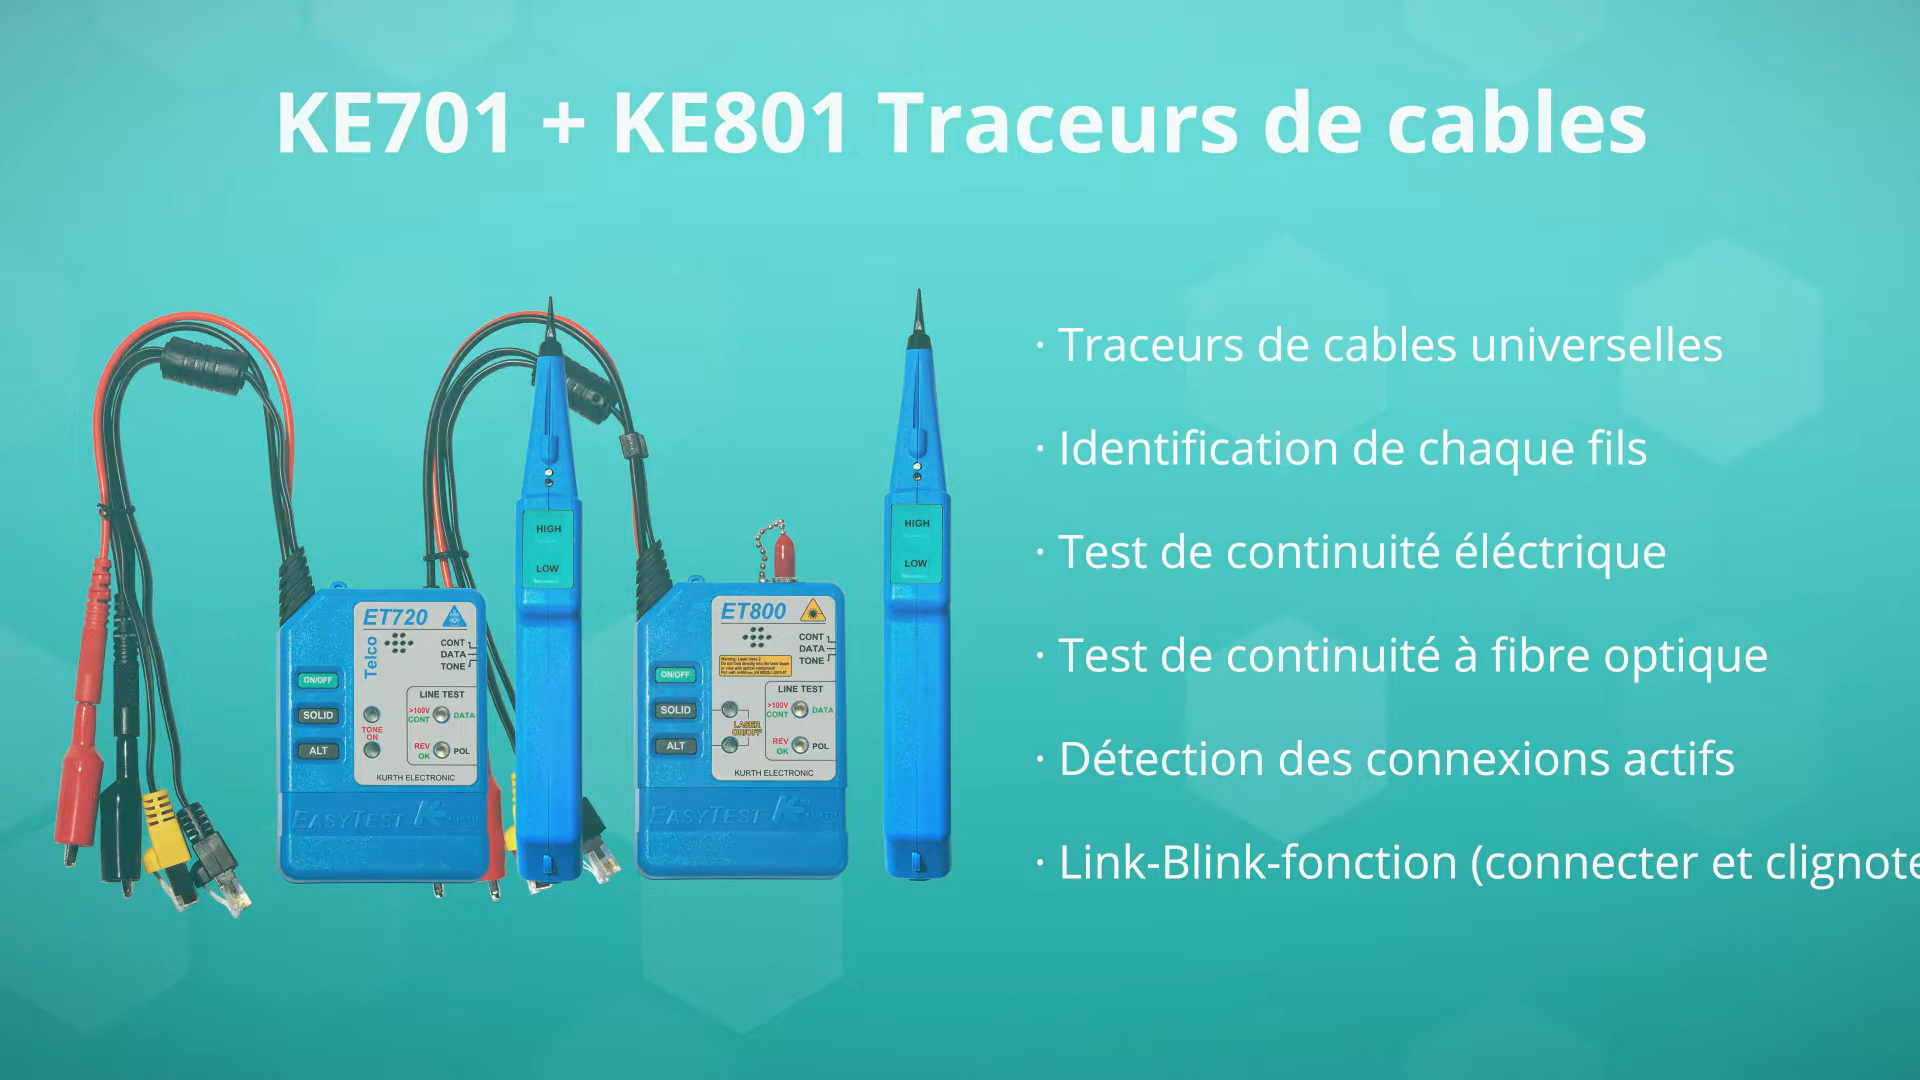 KE701 + KE801 Traceurs de cables
· Traceurs de cables universelles
· Identification de chaque fils
· Test de continuité éléctrique
· Test de continuité à fibre optique
· Détection des connexions actifs
· Link-Blink-fonction (connecter et clignote
ET720
Telco
CONT
DATA
TONE
ON/OFF
SOLID
ALT
TONE
ON
LINE TEST
>100V
CONT
DATA
REV
OK
POL
KURTH ELECTRONIC
EASYTEST
HIGH
LOW
ET800
CONT
DATA
TONE
ON/OFF
SOLID
ALT
LASER
ON/OFF
LINE TEST
>100V
CONT
DATA
REV
OK
POL
KURTH ELECTRONIC
EASYTEST
HIGH
LOW